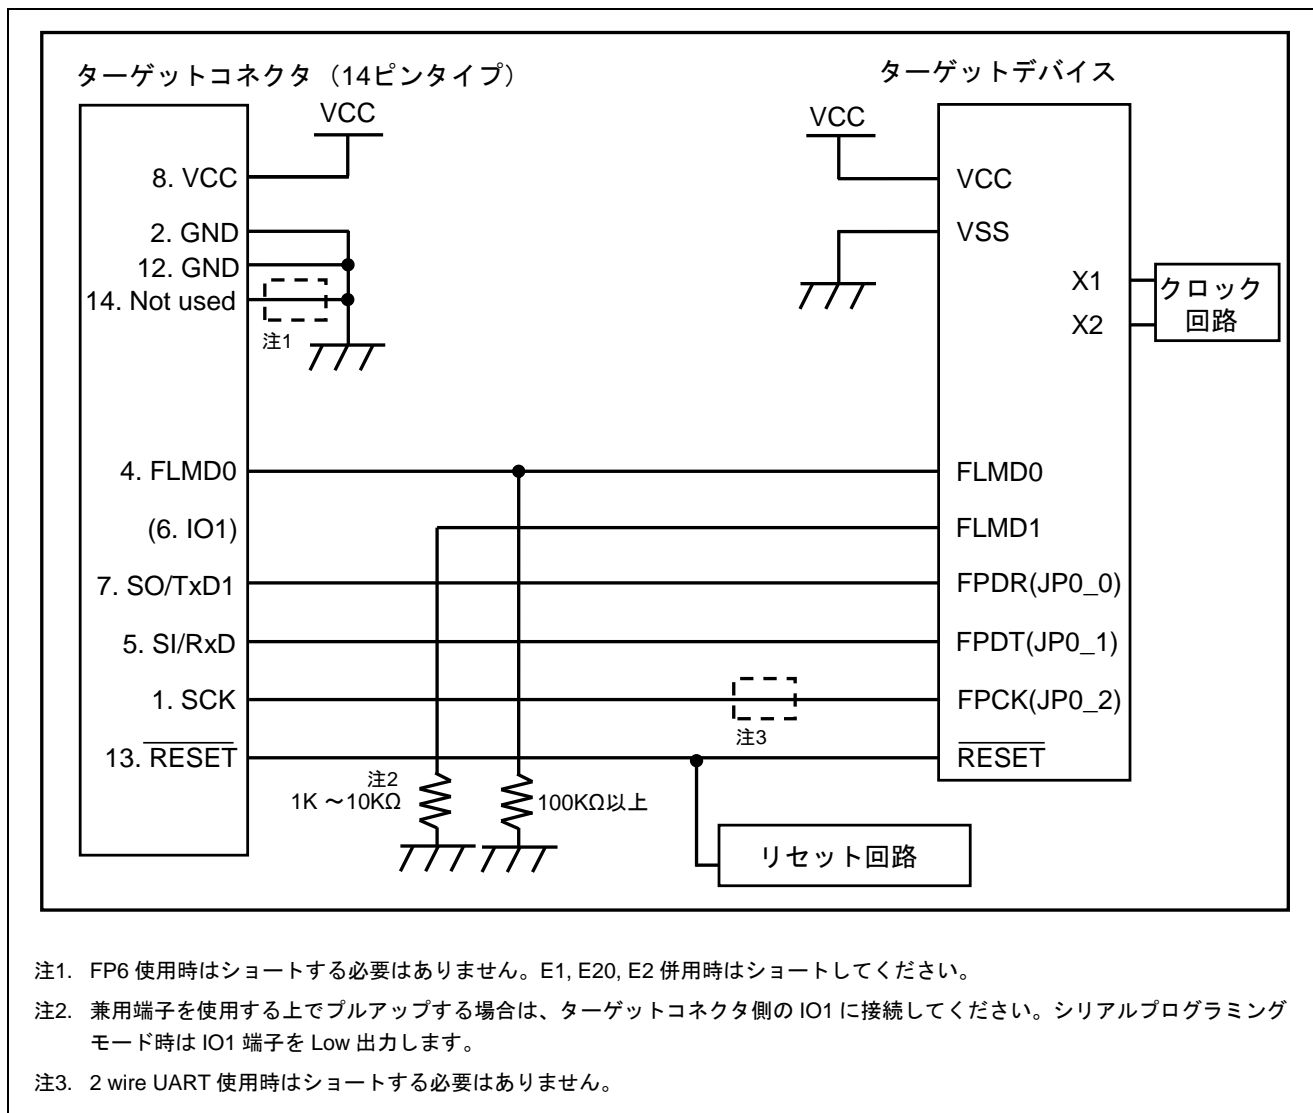 ターゲットコネクタ（14ピンタイプ）
ターゲットデバイス
VCC
VCC
8. VCC
VCC
2. GND
VSS
12. GND
14. Not used
注1
X1
X2
クロック
回路
4. FLMD0
FLMD0
(6. IO1)
FLMD1
7. SO/TxD1
FPDR(JP0_0)
5. SI/RxD
FPDT(JP0_1)
1. SCK
FPCK(JP0_2)
注3
13. RESET
RESET
注2
1K ～10KΩ
100KΩ以上
リセット回路
注1. FP6 使用時はショートする必要はありません。E1, E20, E2 併用時はショートしてください。
注2. 兼用端子を使用する上でプルアップする場合は、ターゲットコネクタ側の IO1 に接続してください。シリアルプログラミング
モード時は IO1 端子を Low 出力します。
注3. 2 wire UART 使用時はショートする必要はありません。